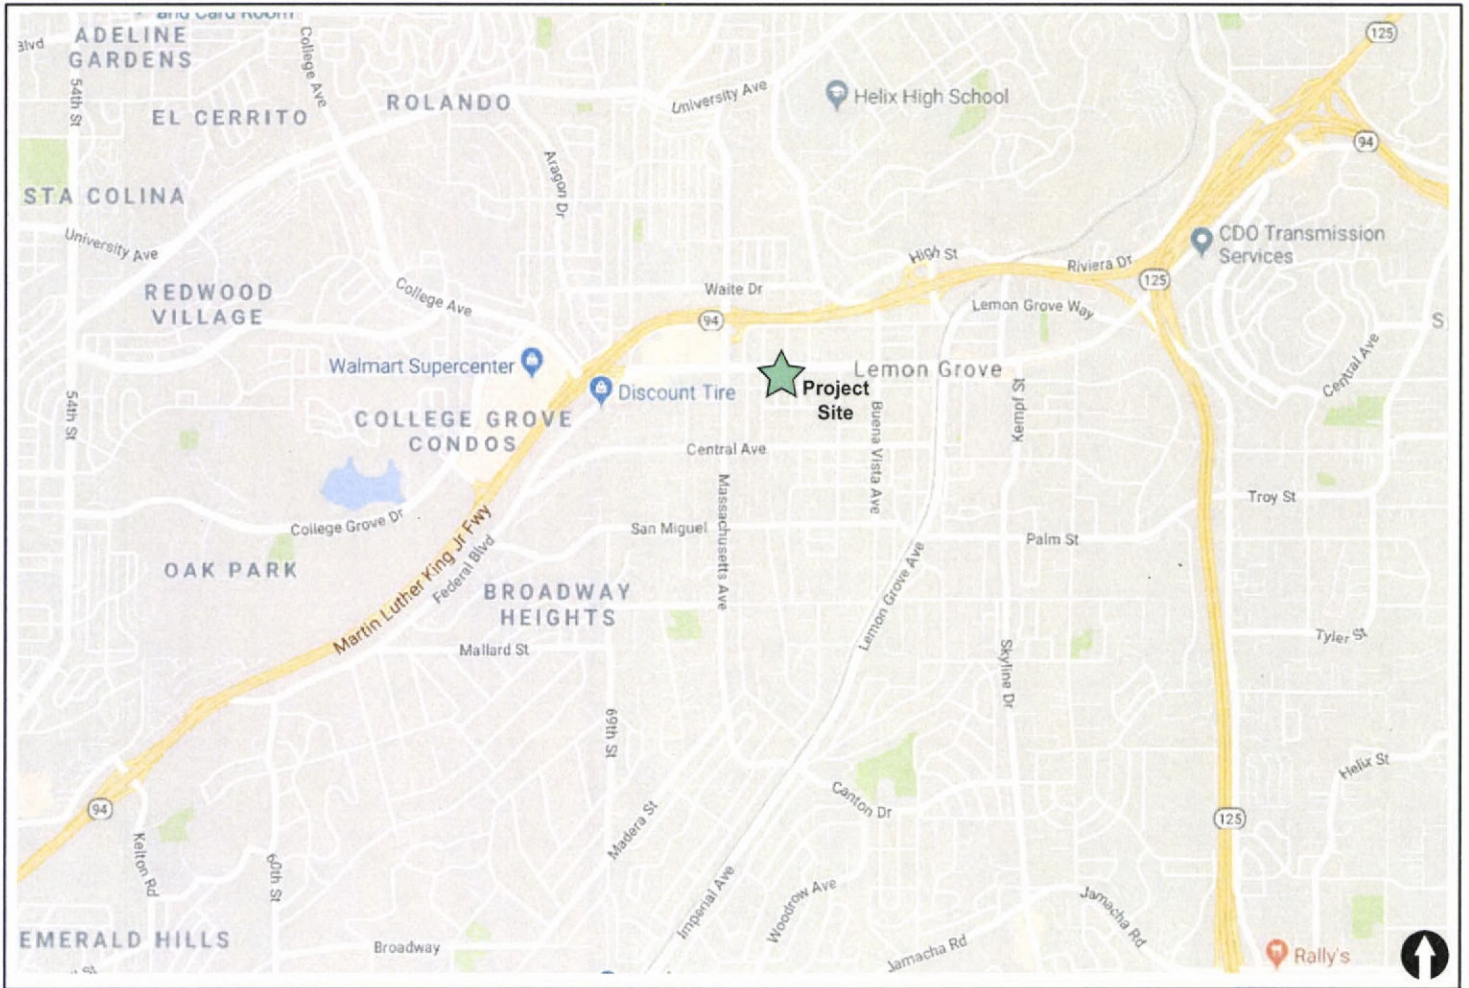 and Card Room
Blvd
ADELINE
GARDENS
College Ave
125
54th St
EL CERRITO
ROLANDO
University Ave
Helix High School
94
Aragon Dr
STA COLINA
University Ave
CDO Transmission
Services
High St
Riviera Dr
125
REDWOOD
VILLAGE
College Ave
Waite Dr
94
Lemon Grove Way
S
Walmart Supercenter
Discount Tire
Project
Site
Lemon Grove
Central Ave
Kempf St
54th St
COLLEGE GROVE
CONDOS
Central Ave
Buena Vista Ave
Massachusetts Ave
Troy St
College Grove Dr
San Miguel
Palm St
Martin Luther King Jr Fwy
Federal Blvd
OAK PARK
BROADWAY
HEIGHTS
Lemon Grove Ave
Tyler St
Mallard St
Skyline Dr
69th St
Helix St
94
Canton Dr
125
Kelton Rd
60th St
Madera St
Imperial Ave
Woodrow Ave
Jamacha Rd
EMERALD HILLS
Broadway
Jamacha Rd
Rally's
St